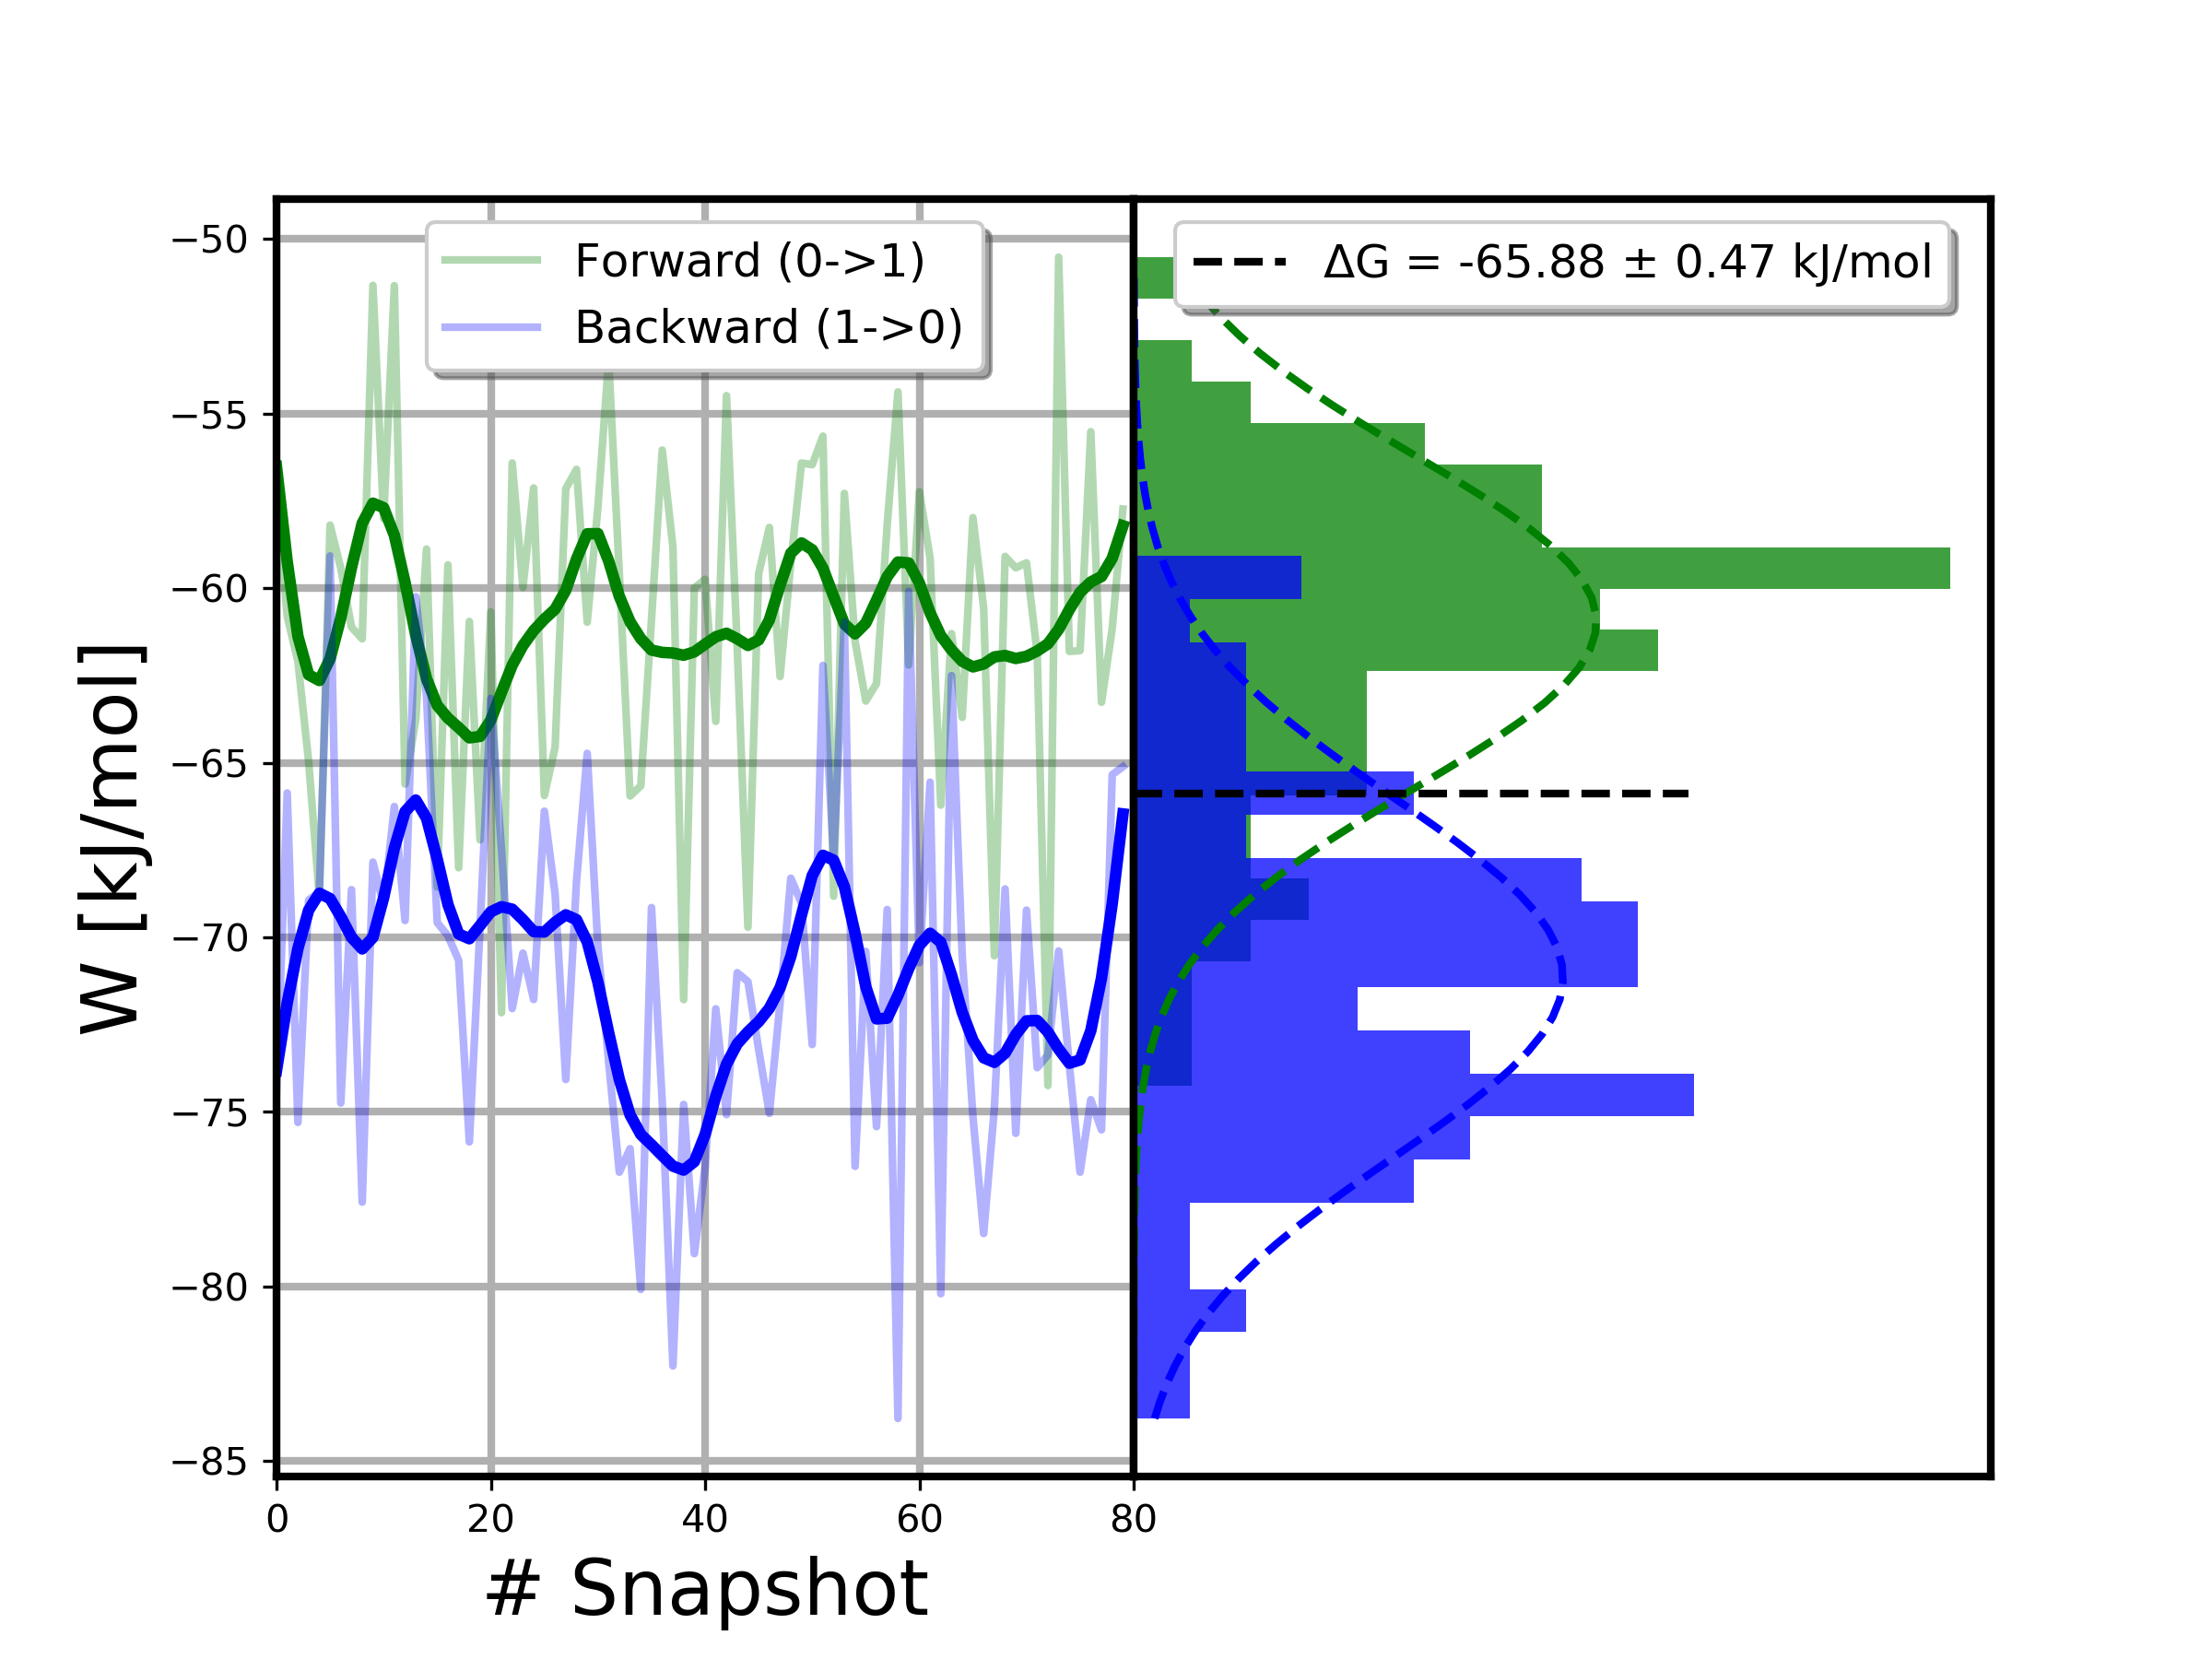 Forward (0->1)
Backward (1->0)
ΔG = -65.88 ± 0.47 kJ/mol
W [kJ/mol]
−50
−55
−60
−65
−70
−75
−80
−85
0 20 40 60 80
# Snapshot